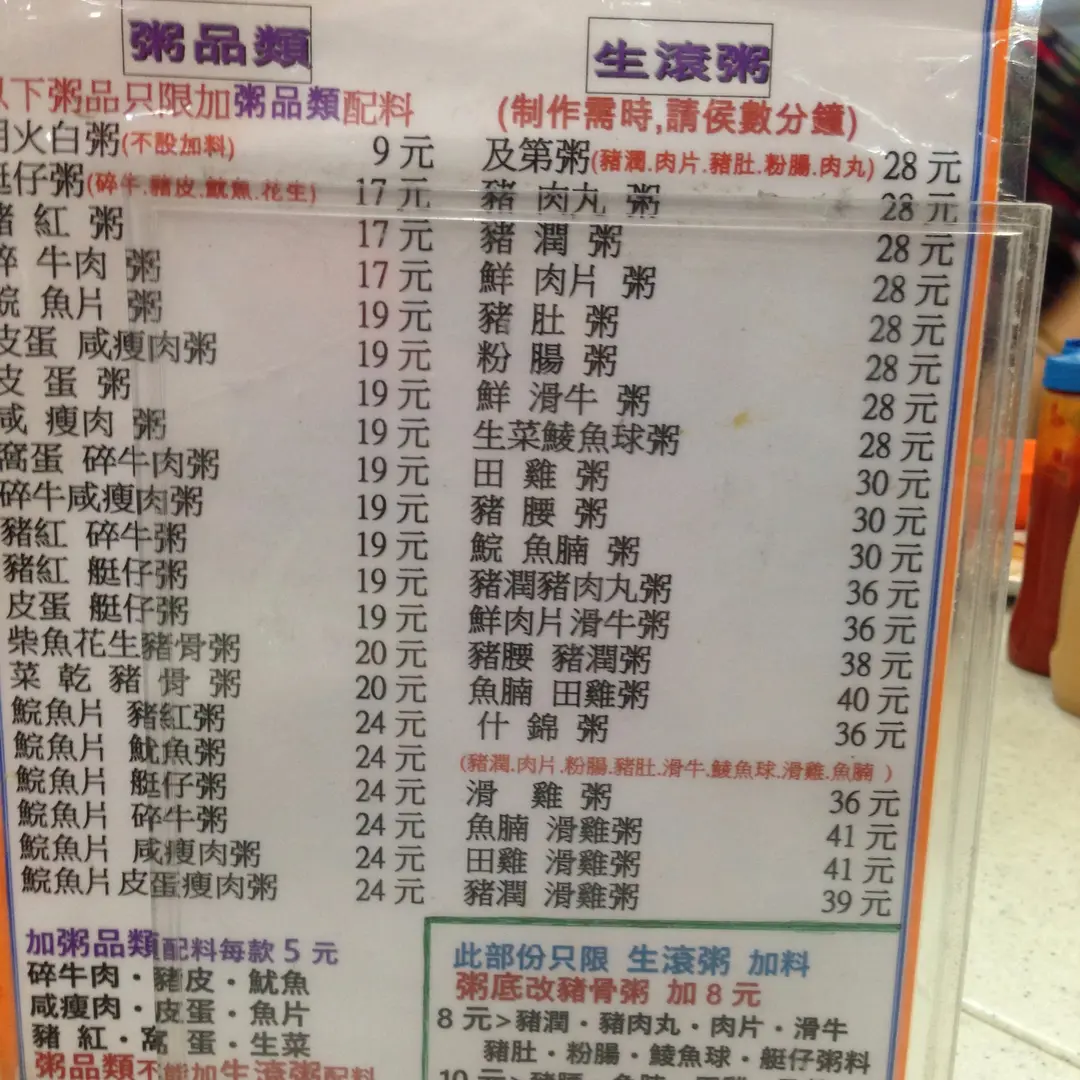 粥品類
以下粥品只限加粥品類配料
明火白粥(不設加料) 9元
艇仔粥(碎牛.豬皮.魷魚.花生) 17元
豬紅粥 17元
碎牛肉粥 17元
鯇魚片粥 19元
皮蛋咸瘦肉粥 19元
皮蛋粥 19元
咸瘦肉粥 19元
窩蛋碎牛肉粥 19元
碎牛咸瘦肉粥 19元
豬紅碎牛粥 19元
豬紅艇仔粥 19元
皮蛋艇仔粥 19元
柴魚花生豬骨粥 20元
菜乾豬骨粥 20元
鯇魚片豬紅粥 24元
鯇魚片魷魚粥 24元
鯇魚片艇仔粥 24元
鯇魚片碎牛粥 24元
鯇魚片咸瘦肉粥 24元
鯇魚片皮蛋瘦肉粥 24元
加粥品類配料每款5元
碎牛肉·豬皮·魷魚
咸瘦肉·皮蛋·魚片
豬紅·窩蛋·生菜
粥品類不能加生滾粥配料
生滾粥
(制作需時,請侯數分鐘)
及第粥(豬潤.肉片.豬肚.粉腸.肉丸) 28元
豬肉丸粥 28元
豬潤粥 28元
鮮肉片粥 28元
豬肚粥 28元
粉腸粥 28元
鮮滑牛粥 28元
生菜鯪魚球粥 28元
田雞粥 30元
豬腰粥 30元
鯇魚腩粥 30元
豬潤豬肉丸粥 36元
鮮肉片滑牛粥 36元
豬腰豬潤粥 38元
魚腩田雞粥 40元
什錦粥 36元
(豬潤.肉片.粉腸.豬肚.滑牛.鯪魚球.滑雞.魚腩)
滑雞粥 36元
魚腩滑雞粥 41元
田雞滑雞粥 41元
豬潤滑雞粥 39元
此部份只限生滾粥加料
粥底改豬骨粥加8元
8元>豬潤·豬肉丸·肉片·滑牛
豬肚·粉腸·鯪魚球·艇仔粥料
10元>豬腰·魚腩